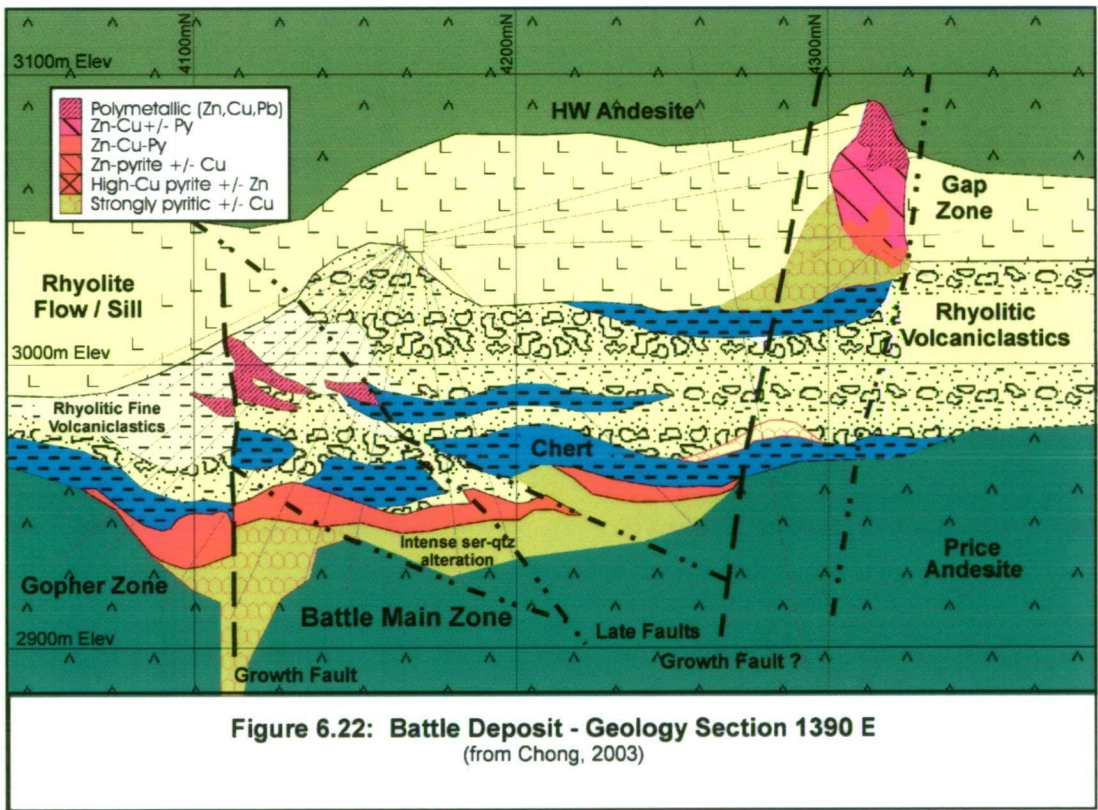 4100mN
4200mN
4300mN
3100m Elev
Polymetallic (Zn,Cu,Pb)
Zn-Cu+/- Py
Zn-Cu-Py
Zn-pyrite +/- Cu
High-Cu pyrite +/- Zn
Strongly pyritic +/- Cu
HW Andesite
Gap
Zone
Rhyolite
Flow / Sill
Rhyolitic
Volcaniclastics
3000m Elev
Rhyolitic Fine
Volcaniclastics
Chert
Intense ser-qtz
alteration
Price
Andesite
Gopher Zone
Battle Main Zone
Late Faults
2900m Elev
Growth Fault ?
Growth Fault
Figure 6.22: Battle Deposit - Geology Section 1390 E
(from Chong, 2003)